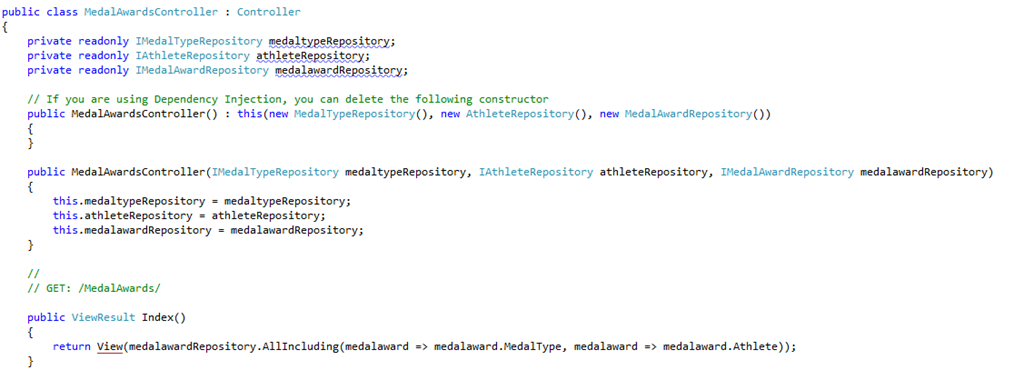 public class MedalAwardsController : Controller
{
    private readonly IMedalTypeRepository medaltypeRepository;
    private readonly IAthleteRepository athleteRepository;
    private readonly IMedalAwardRepository medalawardRepository;

    // If you are using Dependency Injection, you can delete the following constructor
    public MedalAwardsController() : this(new MedalTypeRepository(), new AthleteRepository(), new MedalAwardRepository())
    {
    }

    public MedalAwardsController(IMedalTypeRepository medaltypeRepository, IAthleteRepository athleteRepository, IMedalAwardRepository medalawardRepository)
    {
        this.medaltypeRepository = medaltypeRepository;
        this.athleteRepository = athleteRepository;
        this.medalawardRepository = medalawardRepository;
    }

    //
    // GET: /MedalAwards/

    public ViewResult Index()
    {
        return View(medalawardRepository.AllIncluding(medalaward => medalaward.MedalType, medalaward => medalaward.Athlete));
    }